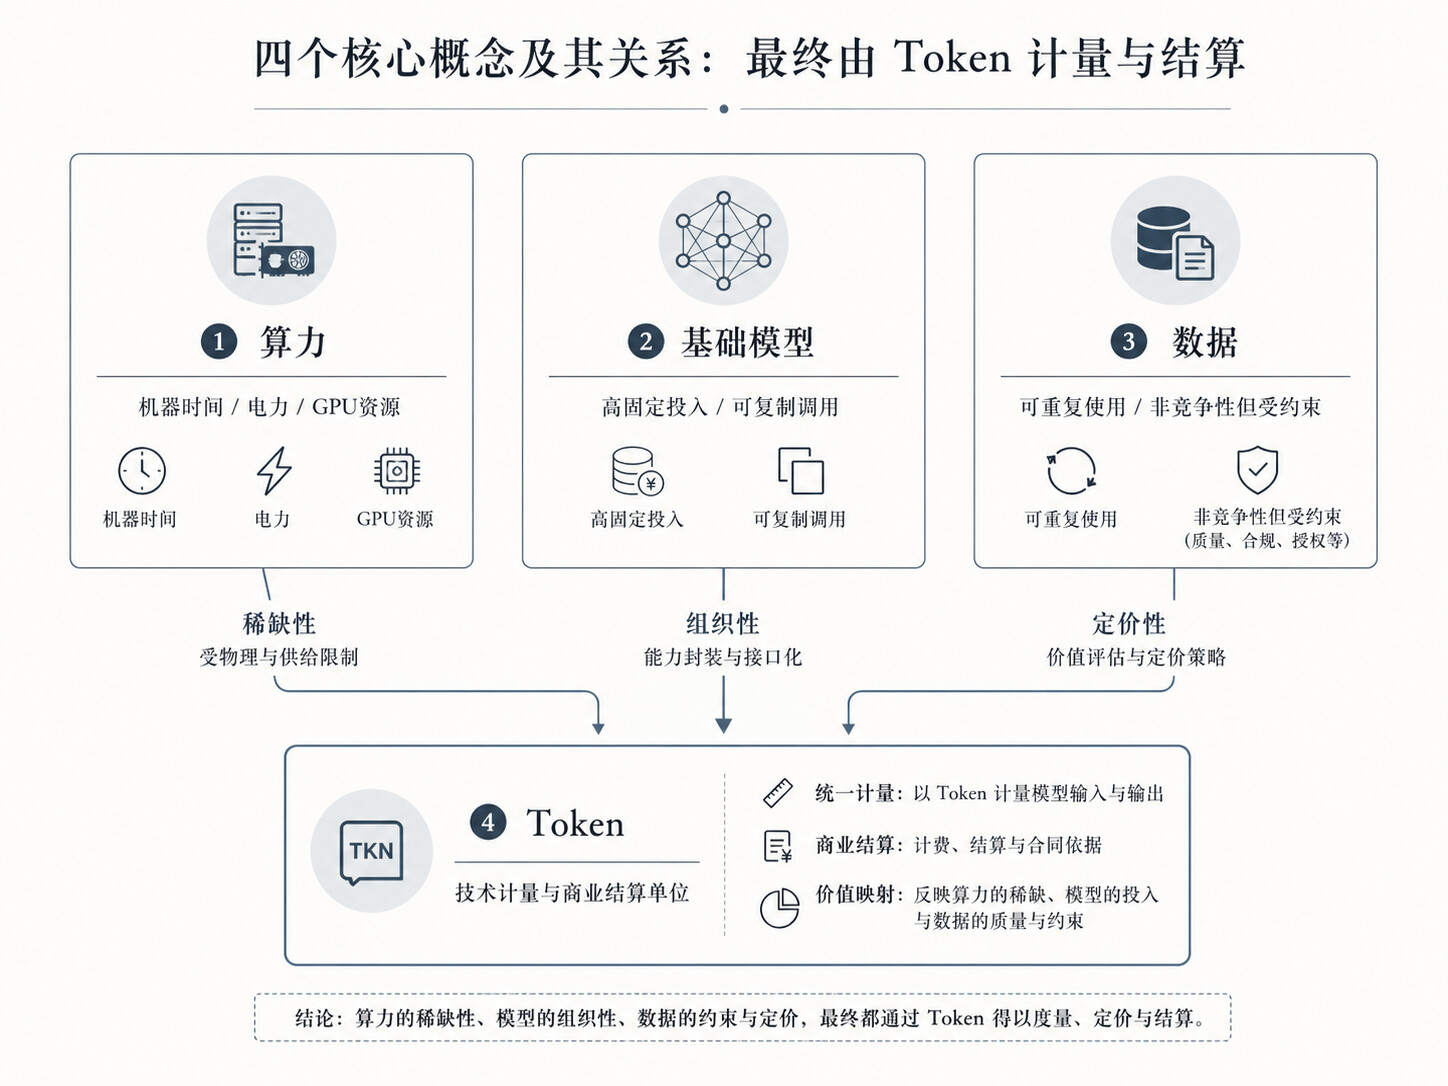 四个核心概念及其关系：最终由 Token 计量与结算
1 算力
机器时间 / 电力 / GPU资源
机器时间
电力
GPU资源
2 基础模型
高固定投入 / 可复制调用
¥
高固定投入
可复制调用
3 数据
可重复使用 / 非竞争性但受约束
可重复使用
非竞争性但受约束
(质量、合规、授权等)
稀缺性
受物理与供给限制
组织性
能力封装与接口化
定价性
价值评估与定价策略
TKN
4 Token
技术计量与商业结算单位
统一计量：以 Token 计量模型输入与输出
¥
商业结算：计费、结算与合同依据
价值映射：反映算力的稀缺、模型的投入
与数据的质量与约束
结论：算力的稀缺性、模型的组织性、数据的约束与定价，最终都通过 Token 得以度量、定价与结算。